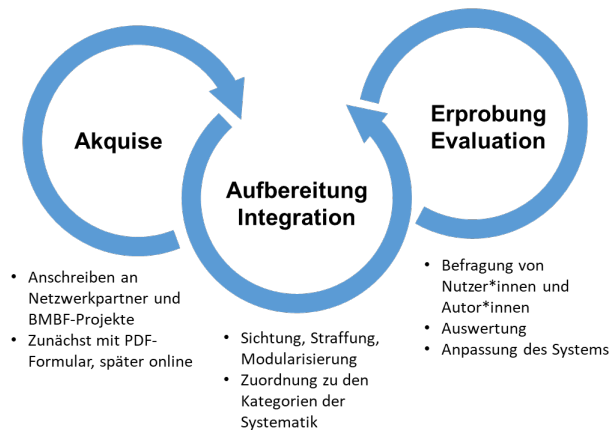 Akquise
• Anschreiben an
Netzwerkpartner und
BMBF-Projekte
• Zunächst mit PDF-
Formular, später online
Aufbereitung
Integration
• Sichtung, Straffung,
Modularisierung
• Zuordnung zu den
Kategorien der
Systematik
Erprobung
Evaluation
• Befragung von
Nutzer*innen und
Autor*innen
• Auswertung
• Anpassung des Systems